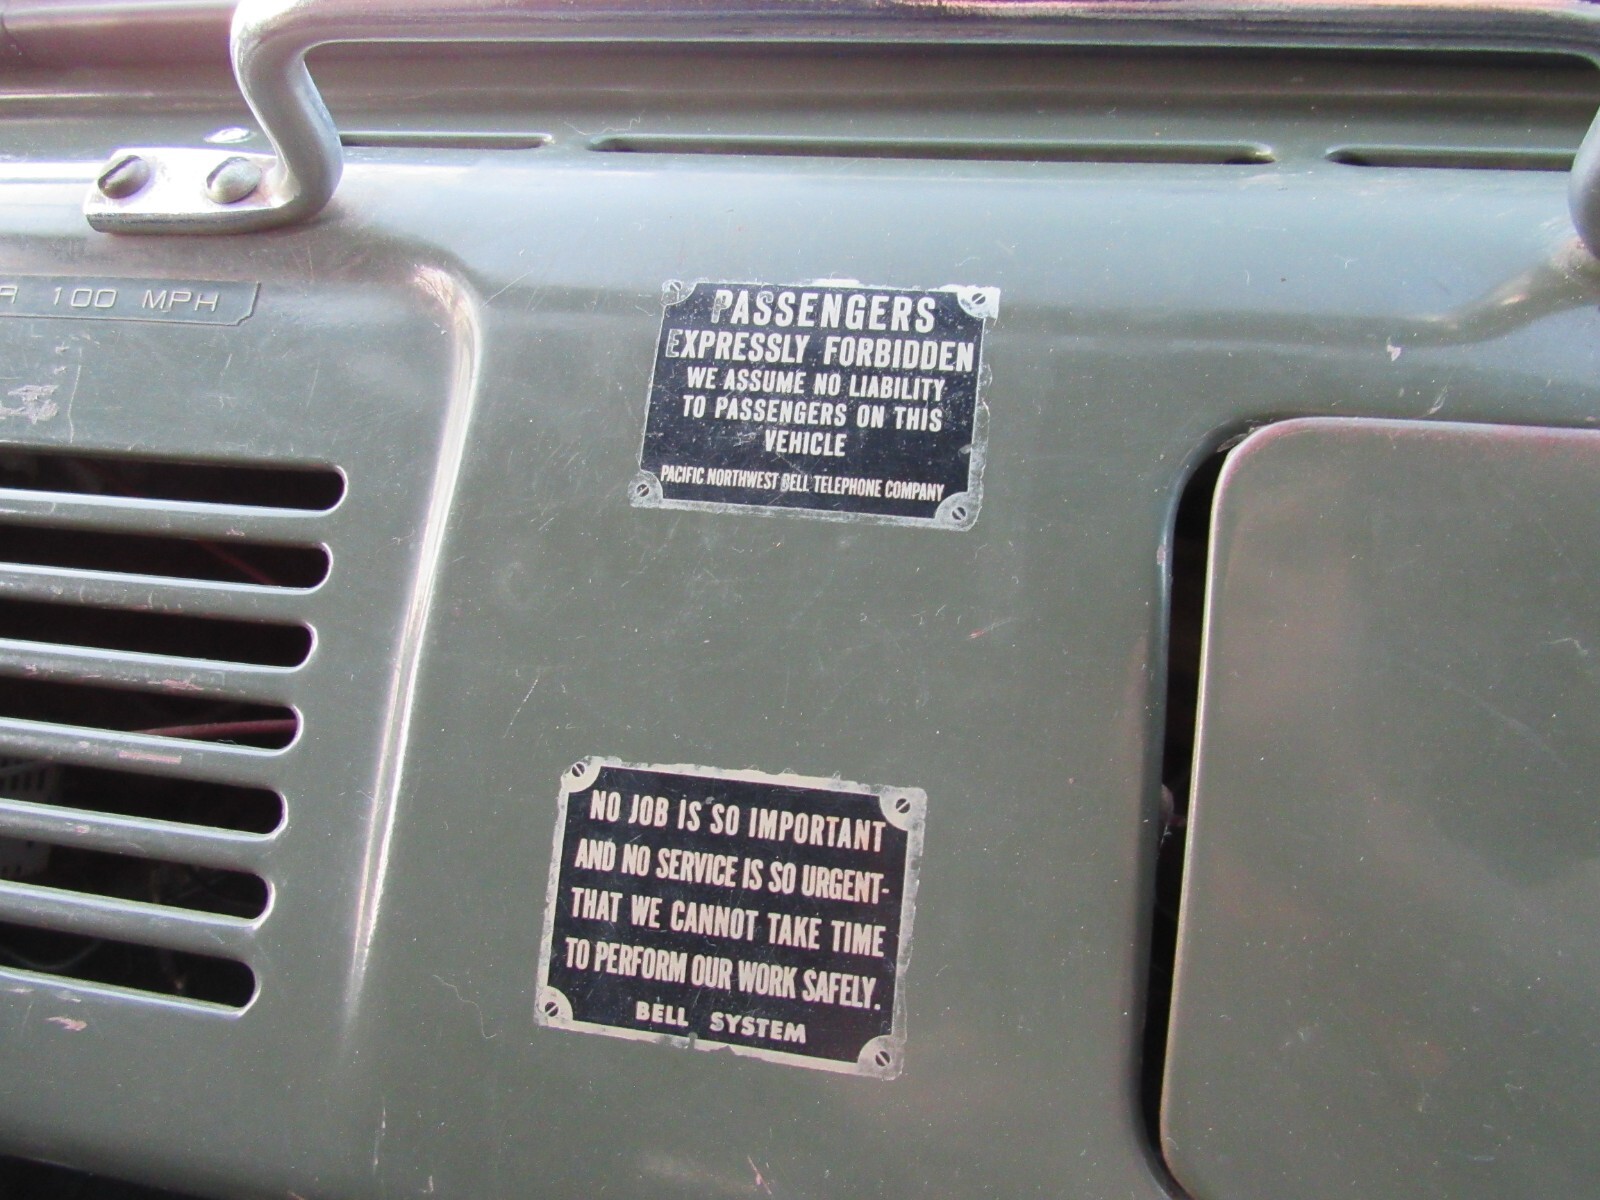 100 MPH
PASSENGERS
EXPRESSLY FORBIDDEN
WE ASSUME NO LIABILITY
TO PASSENGERS ON THIS
VEHICLE
PACIFIC NORTHWEST BELL TELEPHONE COMPANY
NO JOB IS SO IMPORTANT
AND NO SERVICE IS SO URGENT-
THAT WE CANNOT TAKE TIME
TO PERFORM OUR WORK SAFELY.
BELL SYSTEM